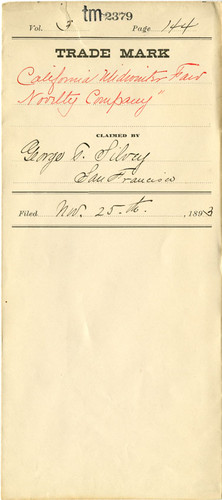 tm 2379
Vol. 5 Page 144
TRADE MARK
California Midwinter Fair
Novelty Company"
CLAIMED BY
George T. Silvey
San Francisco
Filed Nov. 25th. , 1893